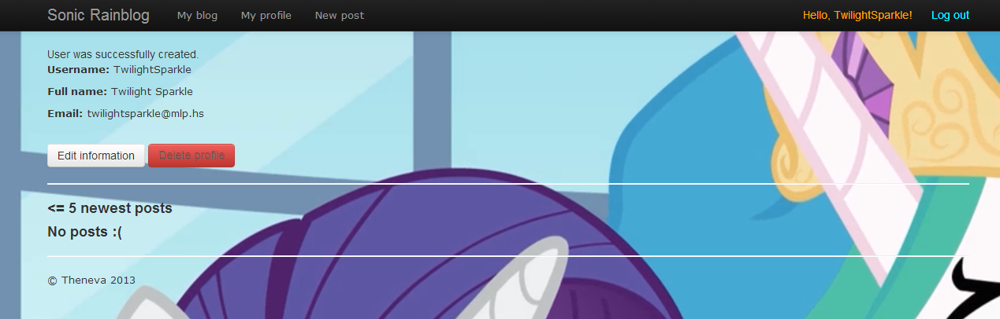 Sonic Rainblog My blog My profile New post Hello, TwilightSparkle! Log out
User was successfully created.
Username: TwilightSparkle
Full name: Twilight Sparkle
Email: twilightsparkle@mlp.hs
Edit information Delete profile
<= 5 newest posts
No posts :(
© Theneva 2013